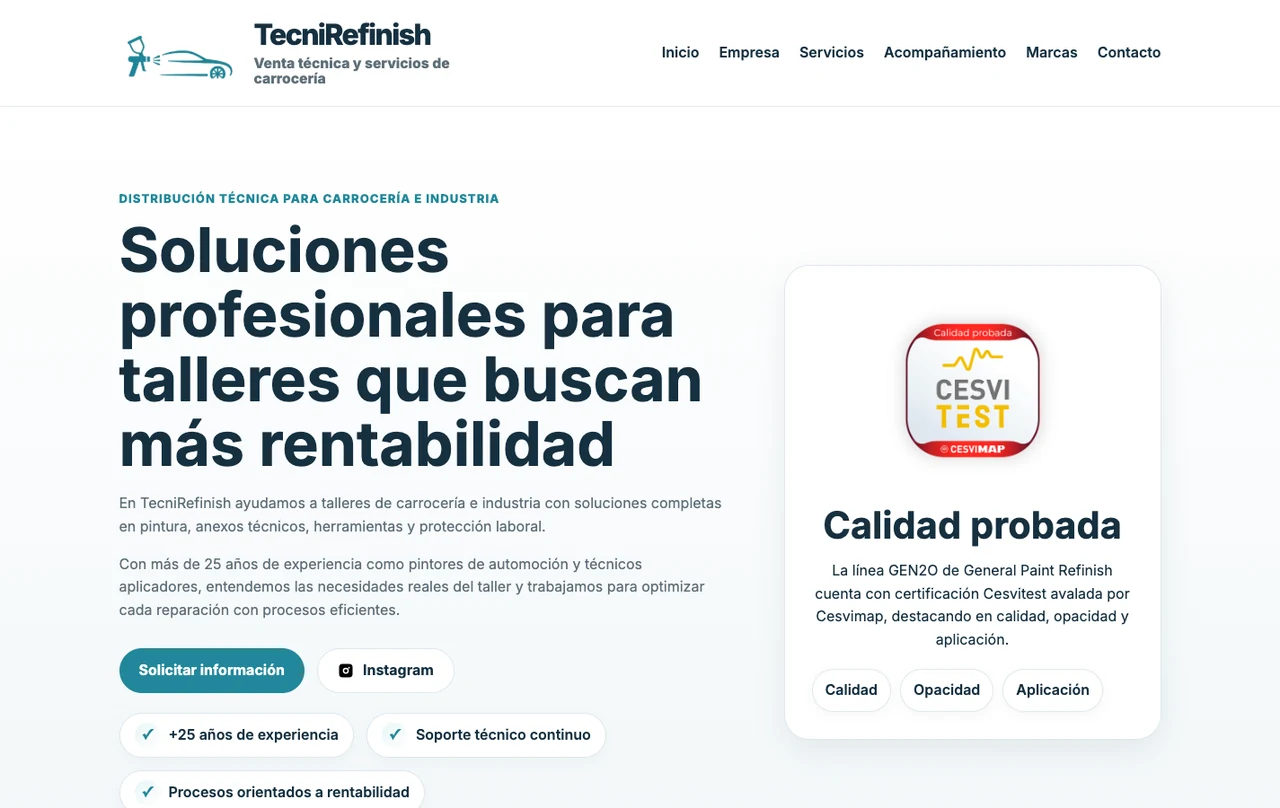 TecniRefinish
Venta técnica y servicios de
carrocería
Inicio
Empresa
Servicios
Acompañamiento
Marcas
Contacto
DISTRIBUCIÓN TÉCNICA PARA CARROCERÍA E INDUSTRIA
Soluciones
profesionales para
talleres que buscan
más rentabilidad
En TecniRefinish ayudamos a talleres de carrocería e industria con soluciones completas
en pintura, anexos técnicos, herramientas y protección laboral.
Con más de 25 años de experiencia como pintores de automoción y técnicos
aplicadores, entendemos las necesidades reales del taller y trabajamos para optimizar
cada reparación con procesos eficientes.
Solicitar información
Instagram
✓ +25 años de experiencia
✓ Soporte técnico continuo
✓ Procesos orientados a rentabilidad
Calidad probada
CESVI
TEST
CESVIMAP
Calidad probada
La línea GEN2O de General Paint Refinish
cuenta con certificación Cesvitest avalada por
Cesvimap, destacando en calidad, opacidad y
aplicación.
Calidad
Opacidad
Aplicación